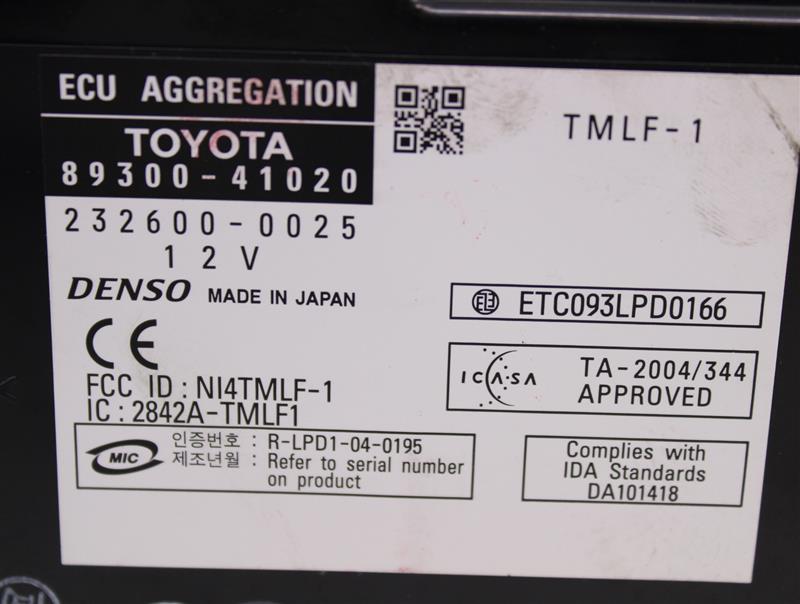 ECU AGGREGATION
TOYOTA
89300-41020
232600-0025
12V
DENSO MADE IN JAPAN
CE
FCC ID : NI4TMLF-1
IC : 2842A-TMLF1
MIC
인증번호 : R-LPD1-04-0195
제조년월 : Refer to serial number
on product
TMLF-1
ETC093LPD0166
ICASA
TA-2004/344
APPROVED
Complies with
IDA Standards
DA101418